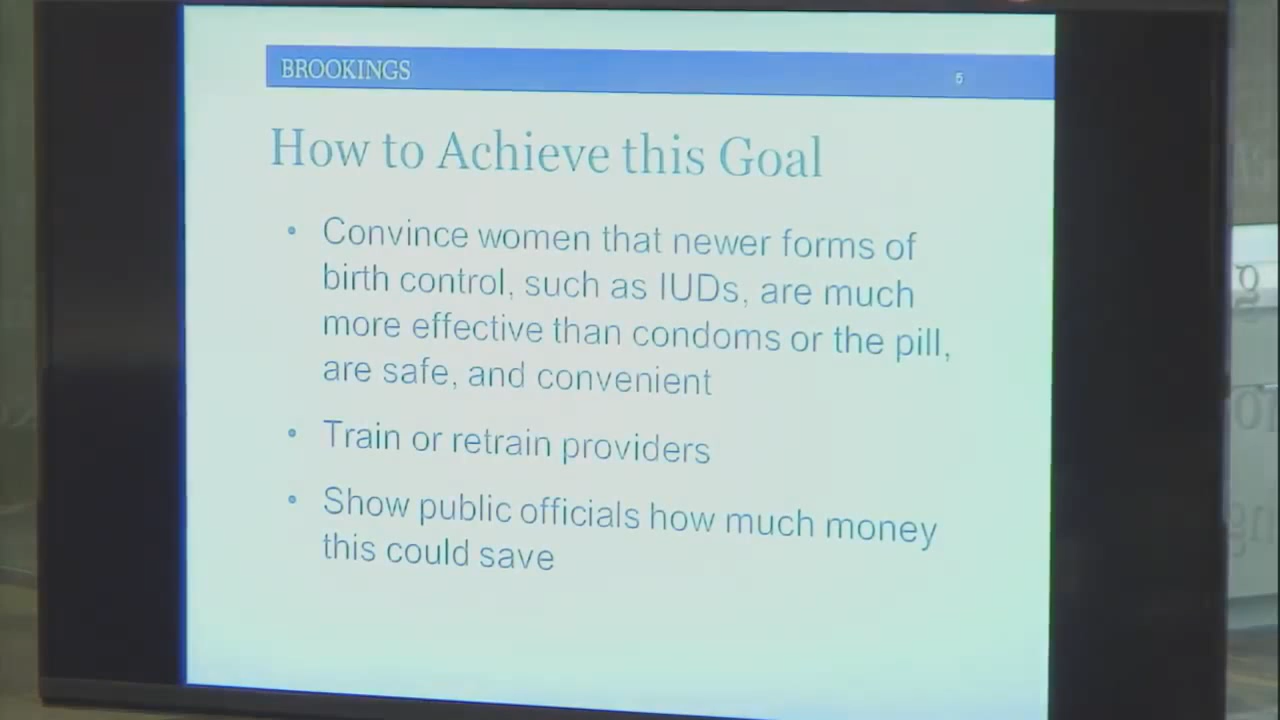 BROOKINGS
5
How to Achieve this Goal
• Convince women that newer forms of
birth control, such as IUDs, are much
more effective than condoms or the pill,
are safe, and convenient
• Train or retrain providers
• Show public officials how much money
this could save
g